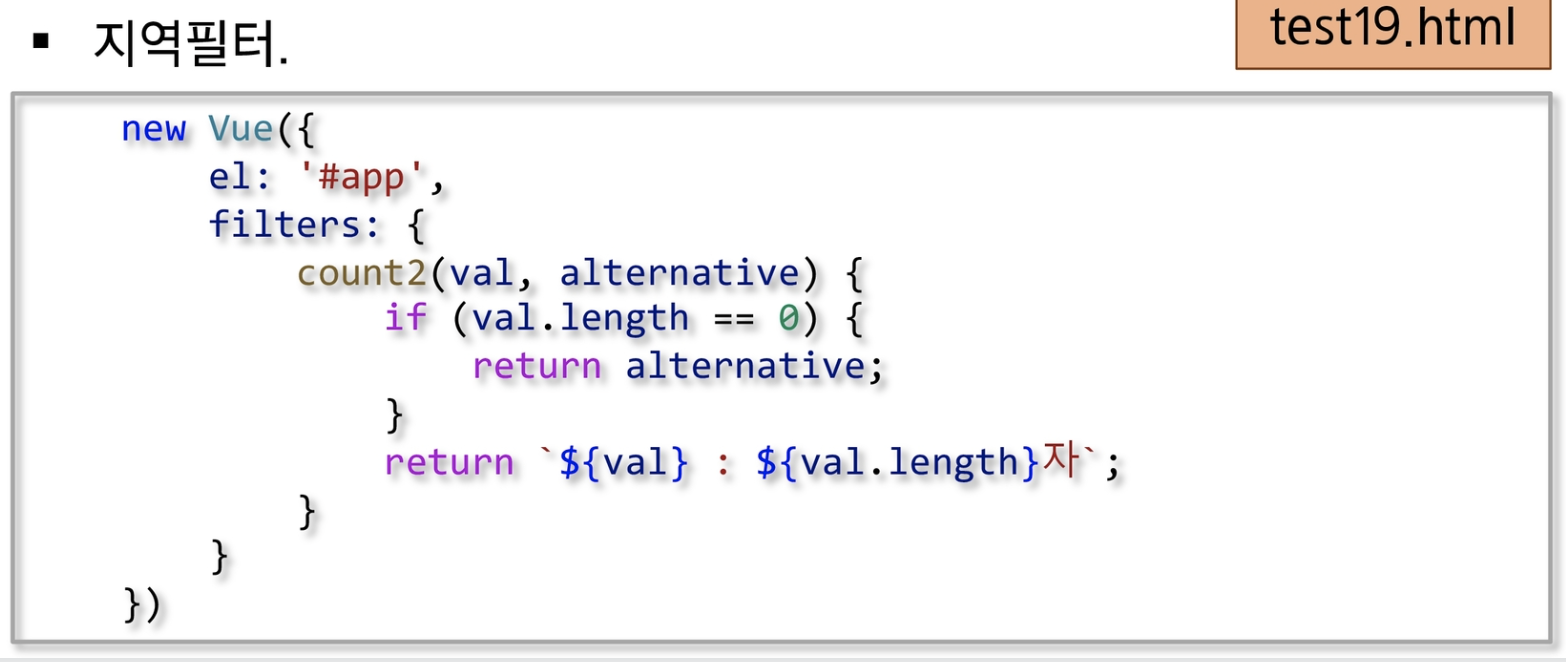 ▪ 지역필터.
test19.html
new Vue({
el: '#app',
filters: {
count2(val, alternative) {
if (val.length == 0) {
return alternative;
}
return `${val} : ${val.length}자`;
}
}
})